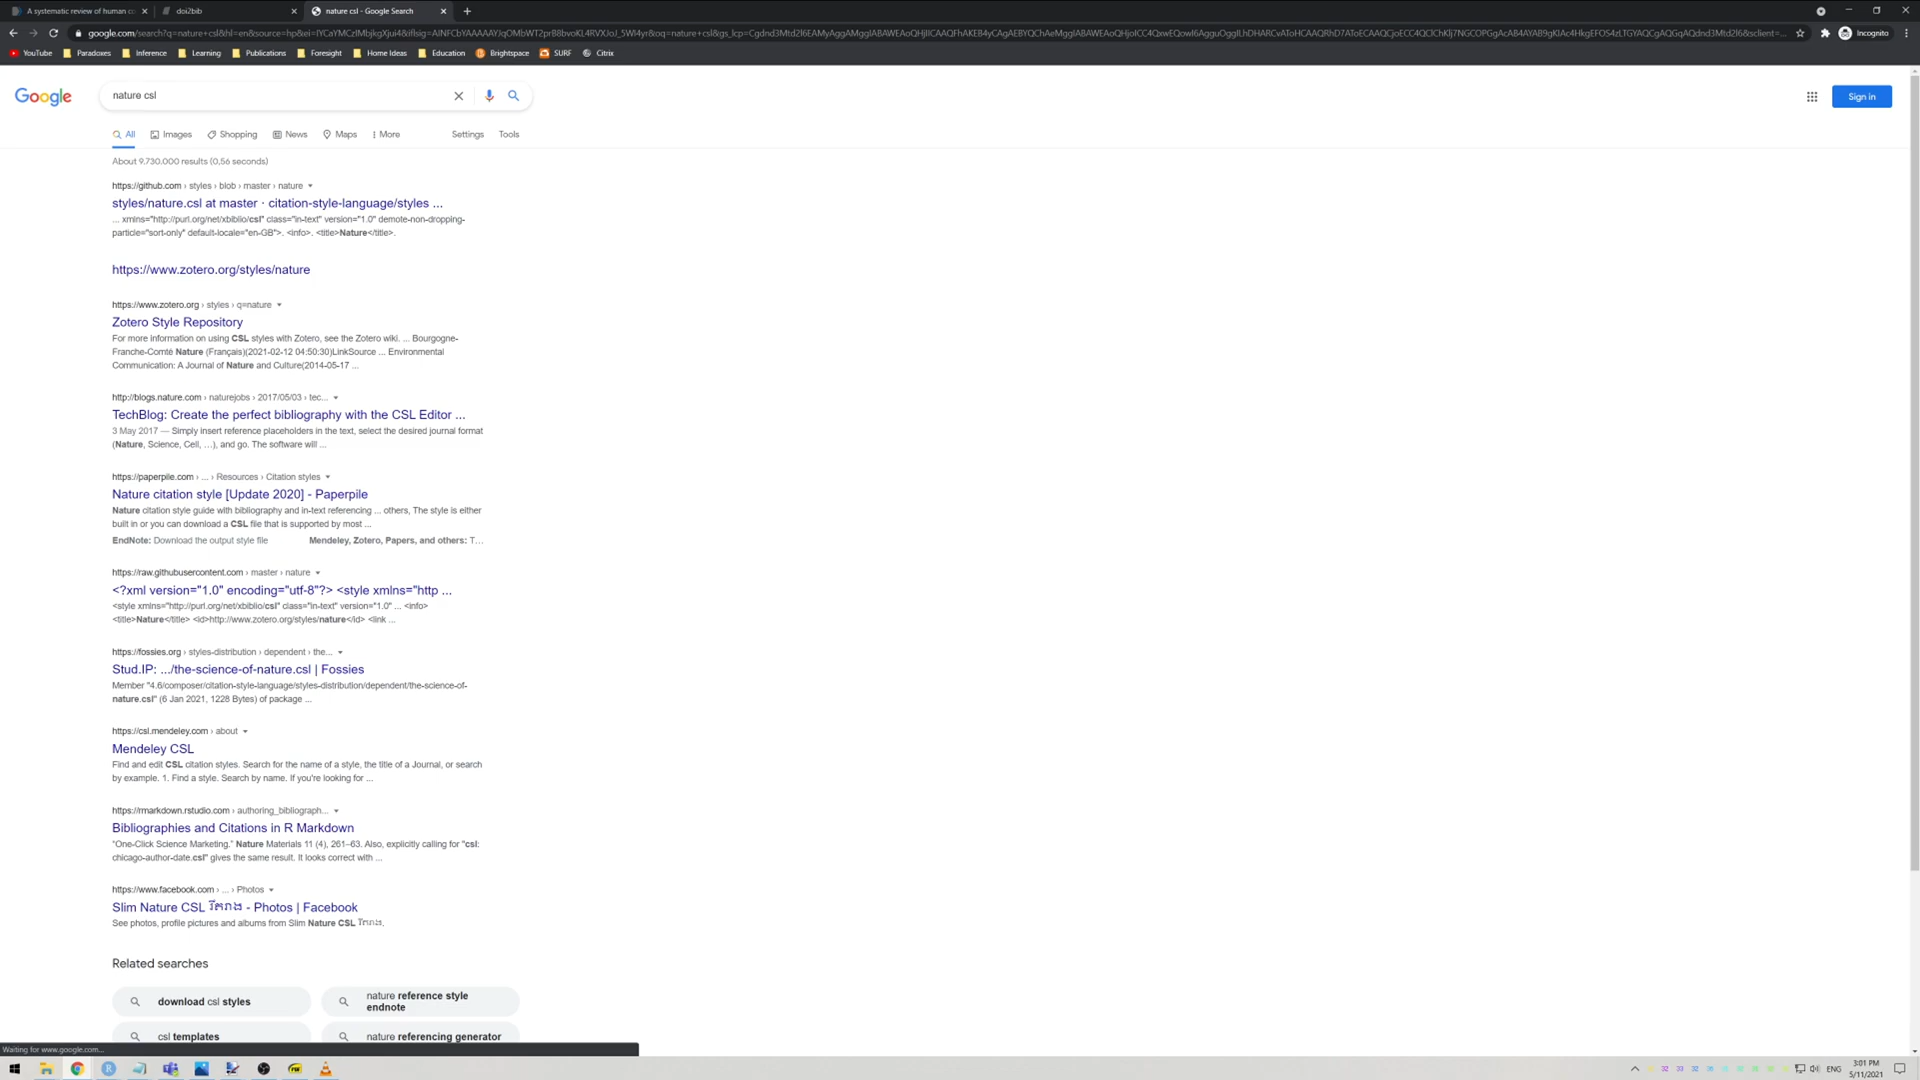 A systematic review of human co
doi2bib
nature csl - Google Search
Incognito
YouTube
Paradoxes
Inference
Learning
Publications
Foresight
Home Ideas
Education
Brightspace
SURF
Citrix
Google
nature csl
Sign in
All
Images
Shopping
News
Maps
More
Settings
Tools
About 9.730.000 results (0,56 seconds)
https://github.com › styles › blob › master › nature
styles/nature.csl at master · citation-style-language/styles ...
... xmlns="http://purl.org/net/xbiblio/csl" class="in-text" version="1.0" demote-non-dropping-
particle="sort-only" default-locale="en-GB">. <info>. <title>Nature</title>.
https://www.zotero.org/styles/nature
https://www.zotero.org › styles › q=nature
Zotero Style Repository
For more information on using CSL styles with Zotero, see the Zotero wiki. ... Bourgogne-
Franche-Comté Nature (Français)(2021-02-12 04:50:30)LinkSource ... Environmental
Communication: A Journal of Nature and Culture(2014-05-17 ...
http://blogs.nature.com › naturejobs › 2017/05/03 › tec...
TechBlog: Create the perfect bibliography with the CSL Editor ...
3 May 2017 — Simply insert reference placeholders in the text, select the desired journal format
(Nature, Science, Cell, …), and go. The software will ...
https://paperpile.com › ... › Resources › Citation styles
Nature citation style [Update 2020] - Paperpile
Nature citation style guide with bibliography and in-text referencing ... others, The style is either
built in or you can download a CSL file that is supported by most ...
EndNote: Download the output style file
Mendeley, Zotero, Papers, and others: T…
https://raw.githubusercontent.com › master › nature
<?xml version="1.0" encoding="utf-8"?> <style xmlns="http ...
<style xmlns="http://purl.org/net/xbiblio/csl" class="in-text" version="1.0" ... <info>
<title>Nature</title> <id>http://www.zotero.org/styles/nature</id> <link ...
https://fossies.org › styles-distribution › dependent › the...
Stud.IP: .../the-science-of-nature.csl | Fossies
Member "4.6/composer/citation-style-language/styles-distribution/dependent/the-science-of-
nature.csl" (6 Jan 2021, 1228 Bytes) of package ...
https://csl.mendeley.com › about
Mendeley CSL
Find and edit CSL citation styles. Search for the name of a style, the title of a Journal, or search
by example. 1. Find a style. Search by name. If you're looking for ...
https://rmarkdown.rstudio.com › authoring_bibliograph...
Bibliographies and Citations in R Markdown
"One-Click Science Marketing." Nature Materials 11 (4), 261–63. Also, explicitly calling for "csl:
chicago-author-date.csl" gives the same result. It looks correct with ...
https://www.facebook.com › ... › Photos
Slim Nature CSL - Photos | Facebook
See photos, profile pictures and albums from Slim Nature CSL
Related searches
download csl styles
nature reference style
endnote
csl templates
nature referencing generator
Waiting for www.google.com...
ENG
3:01 PM
5/11/2021